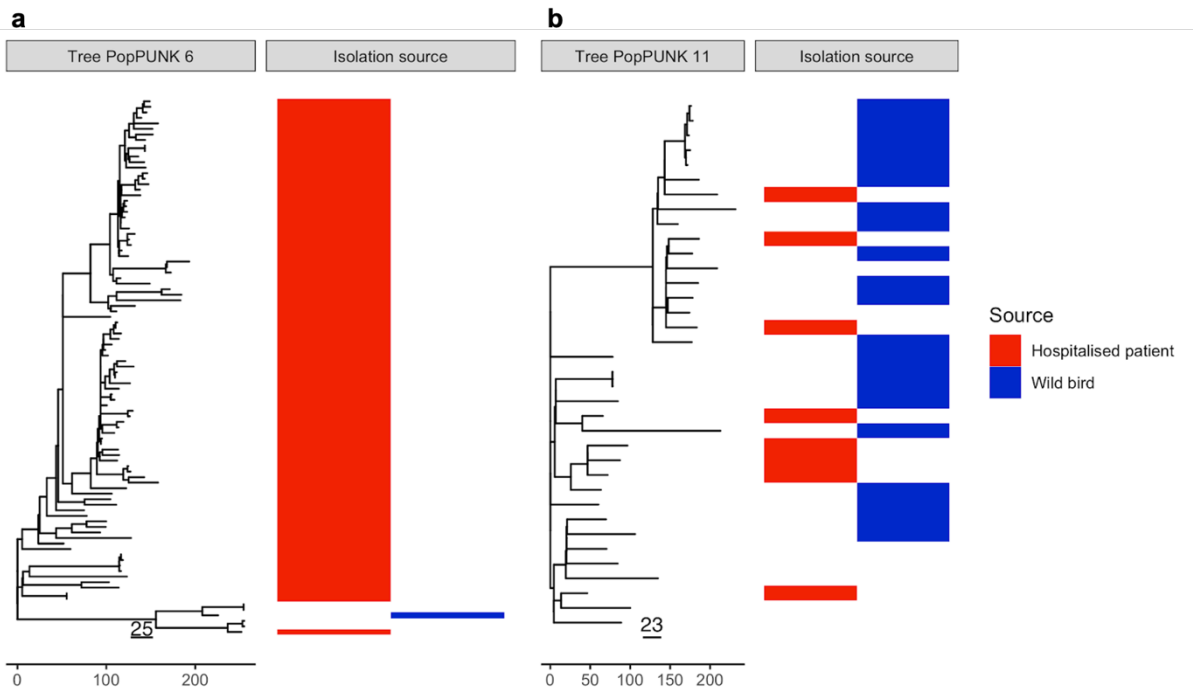 a
b
Tree PopPUNK 6
Isolation source
Tree PopPUNK 11
Isolation source
Source
Hospitalised patient
Wild bird
25
23
0 100 200
0 50 100 150 200